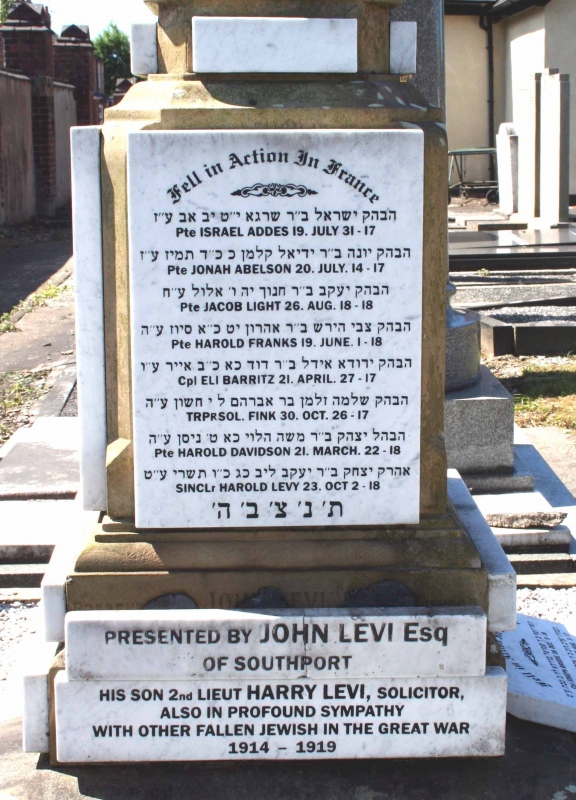 Fell in Action In France
הבהק ישראל ב״ר שרגא י״ט יב אב ע״ז
Pte ISRAEL ADDES 19. JULY 31 - 17
הבהק יונה ב״ר ידיאל קלמן כ כ״ד תמיז ע״ז
Pte JONAH ABELSON 20. JULY. 14 - 17
הבהק יעקב ב״ר חנוך יה ו׳ אלול ע״ח
Pte JACOB LIGHT 26. AUG. 18 - 18
הבהק צבי הירש ב״ר אהרון יט כ״א סיוז ע״ה
Pte HAROLD FRANKS 19. JUNE. 1 - 18
הבהק ירודא אידל ב״ר דוד כא כ״ב אייר ע״ו
Cpl ELI BARRITZ 21. APRIL. 27 - 17
הבהק שלמה זלמן בר אברהם ל י חשון ע״ה
TRPRSOL. FINK 30. OCT. 26 - 17
הבהל יצהק ב״ר משה הלוי כא ט׳ ניסן ע״ה
Pte HAROLD DAVIDSON 21. MARCH. 22 - 18
אהרק יצחק ב״ר יעקב ליב כג כ״ו תשרי ע״ט
SINCLr HAROLD LEVY 23. OCT 2 - 18
ת׳ נ׳ צ׳ ב׳ ה׳
JOHN LEVI
PRESENTED BY JOHN LEVI Esq
OF SOUTHPORT
HIS SON 2nd LIEUT HARRY LEVI, SOLICITOR,
ALSO IN PROFOUND SYMPATHY
WITH OTHER FALLEN JEWISH IN THE GREAT WAR
1914 – 1919